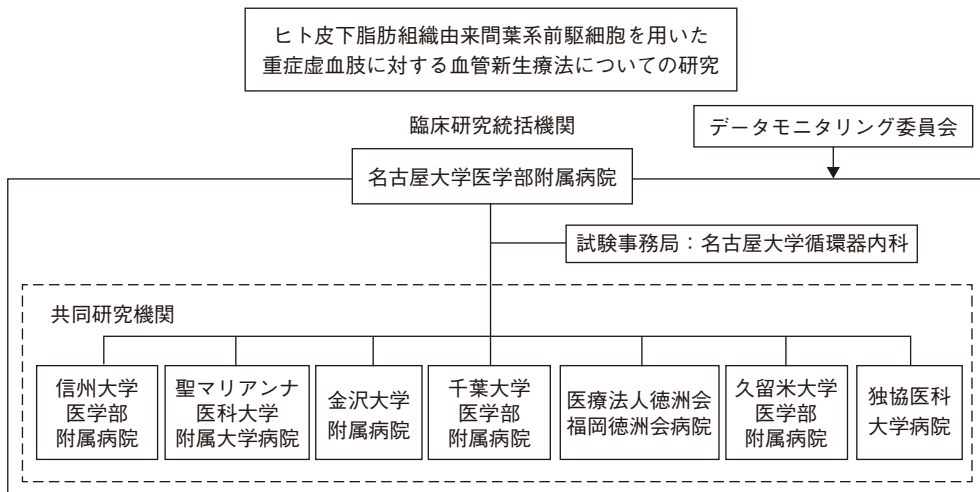 ヒト皮下脂肪組織由来間葉系前駆細胞を用いた
重症虚血肢に対する血管新生療法についての研究
臨床研究統括機関
データモニタリング委員会
名古屋大学医学部附属病院
試験事務局：名古屋大学循環器内科
共同研究機関
信州大学
医学部
附属病院
聖マリアンナ
医科大学
附属大学病院
金沢大学
附属病院
千葉大学
医学部
附属病院
医療法人徳洲会
福岡徳洲会病院
久留米大学
医学部
附属病院
独協医科
大学病院